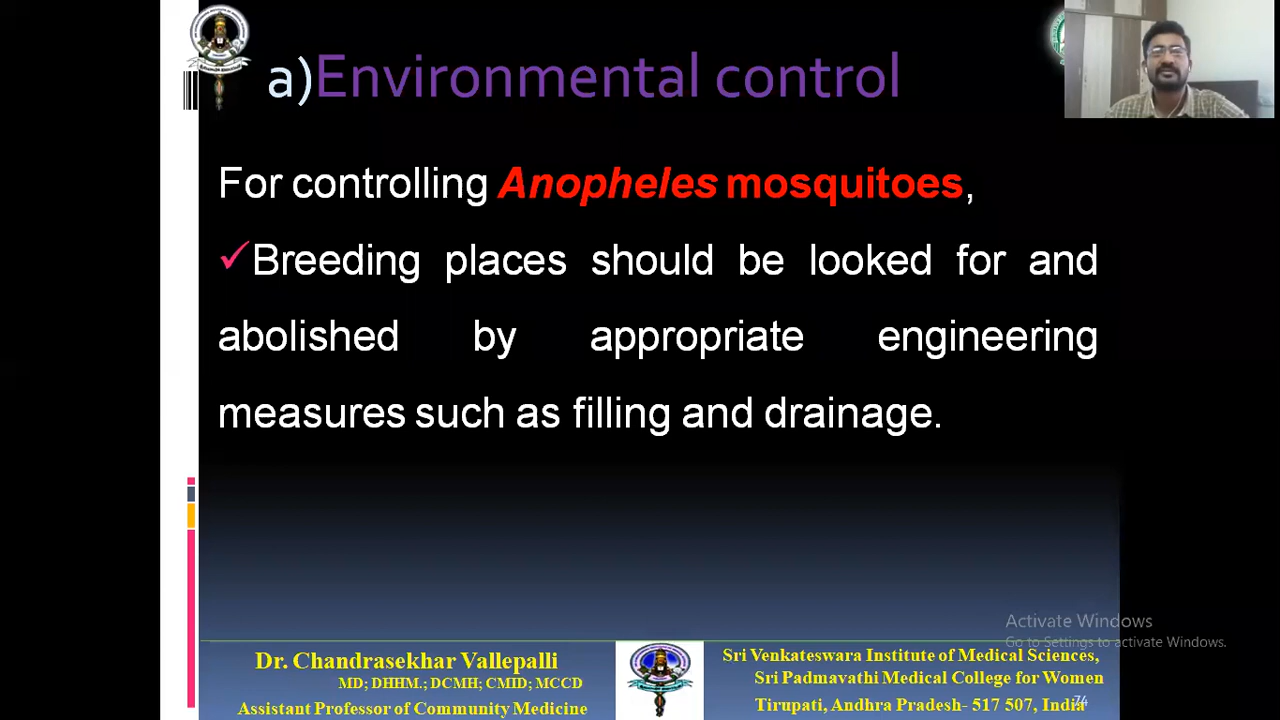 a)Environmental control
For controlling Anopheles mosquitoes,
✓Breeding places should be looked for and
abolished by appropriate engineering
measures such as filling and drainage.
Activate Windows
Go to Settings to activate Windows.
Dr. Chandrasekhar Vallepalli
MD; DHHM.; DCMH; CMID; MCCD
Assistant Professor of Community Medicine
Sri Venkateswara Institute of Medical Sciences,
Sri Padmavathi Medical College for Women
Tirupati, Andhra Pradesh- 517 507, India
74